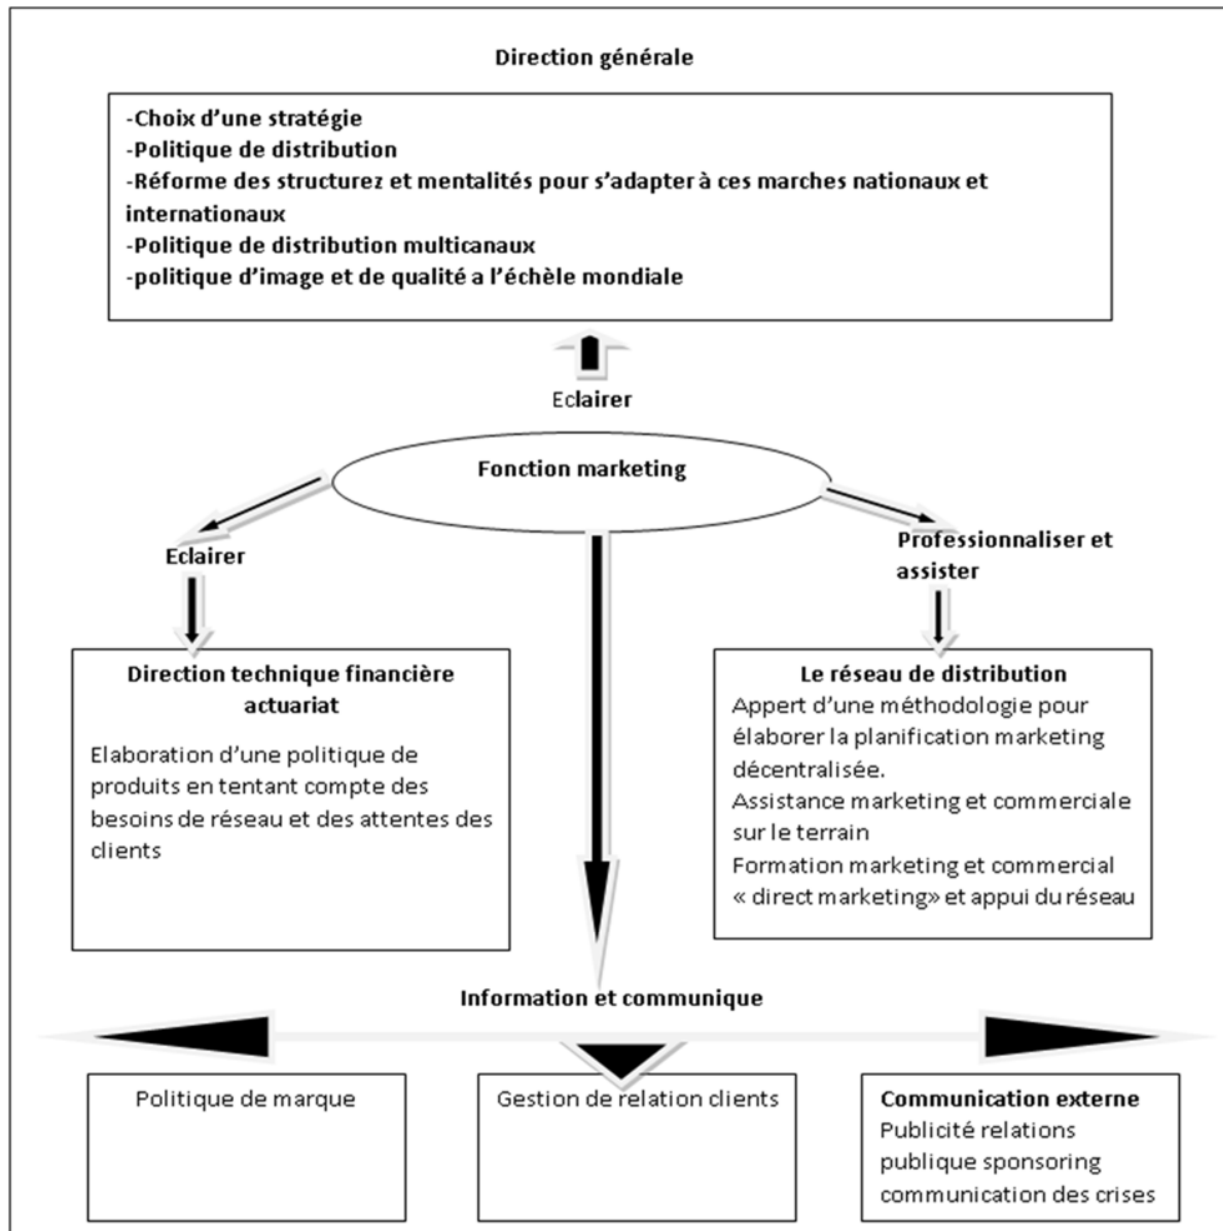 Direction générale
-Choix d’une stratégie
-Politique de distribution
-Réforme des structurez et mentalités pour s’adapter à ces marches nationaux et
internationaux
-Politique de distribution multicanaux
-politique d’image et de qualité a l’échèle mondiale
Eclairer
Fonction marketing
Eclairer
Professionnaliser et
assister
Direction technique financière
actuariat
Elaboration d’une politique de
produits en tentant compte des
besoins de réseau et des attentes des
clients
Le réseau de distribution
Appert d’une méthodologie pour
élaborer la planification marketing
décentralisée.
Assistance marketing et commerciale
sur le terrain
Formation marketing et commercial
« direct marketing» et appui du réseau
Information et communique
Politique de marque
Gestion de relation clients
Communication externe
Publicité relations
publique sponsoring
communication des crises